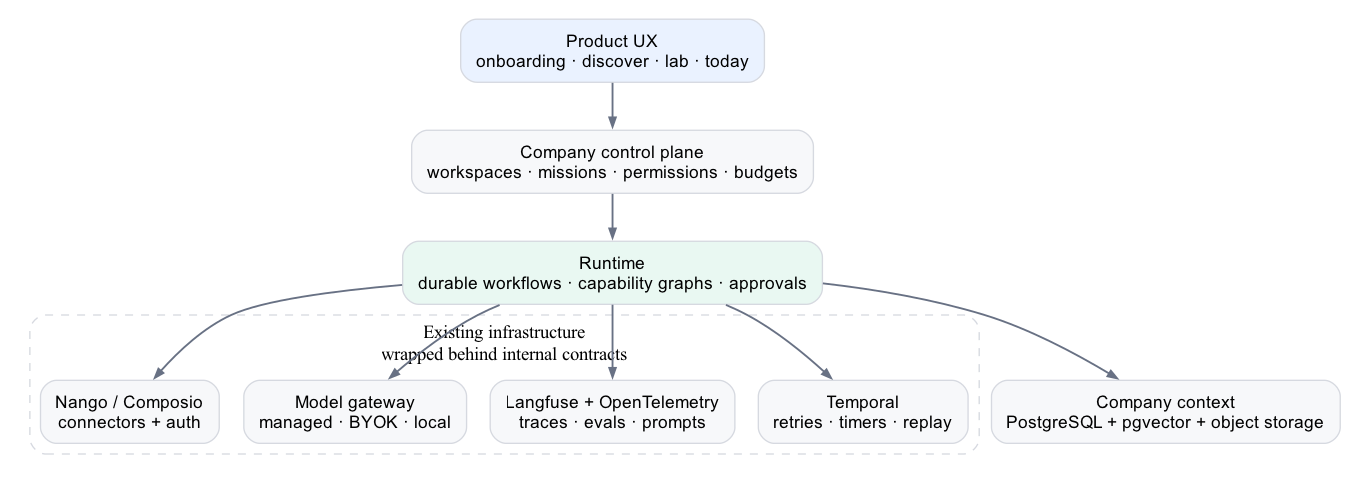 Product UX
onboarding · discover · lab · today
Company control plane
workspaces · missions · permissions · budgets
Runtime
durable workflows · capability graphs · approvals
Existing infrastructure
wrapped behind internal contracts
Nango / Composio
connectors + auth
Model gateway
managed · BYOK · local
Langfuse + OpenTelemetry
traces · evals · prompts
Temporal
retries · timers · replay
Company context
PostgreSQL + pgvector + object storage